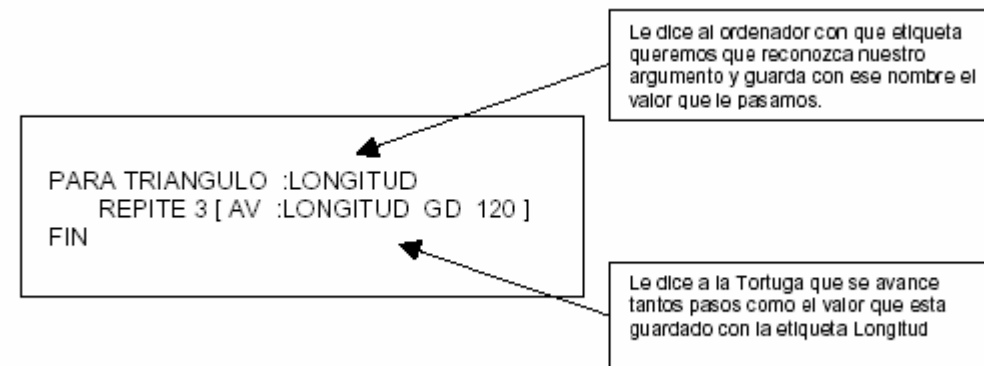 Le dice al ordenador con que etiqueta
queremos que reconozca nuestro
argumento y guarda con ese nombre el
valor que le pasamos.
PARA TRIANGULO :LONGITUD
REPITE 3 [ AV :LONGITUD GD 120 ]
FIN
Le dice a la Tortuga que se avance
tantos pasos como el valor que esta
guardado con la etiqueta Longitud